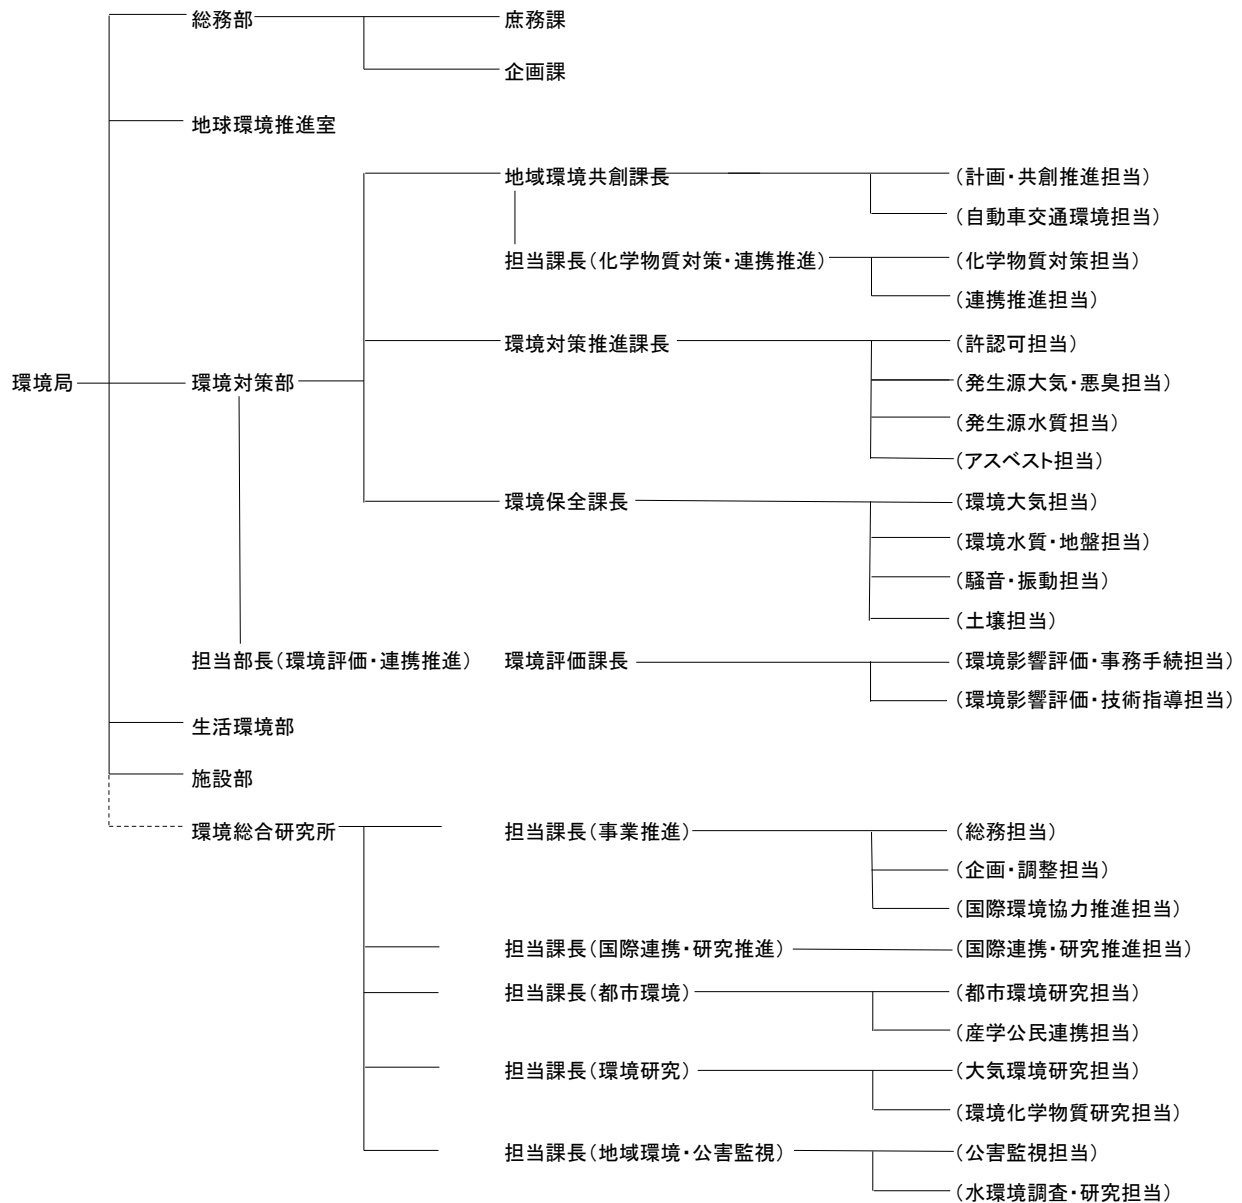 総務部 庶務課
企画課
地球環境推進室
地域環境共創課長 (計画・共創推進担当)
(自動車交通環境担当)
担当課長(化学物質対策・連携推進) (化学物質対策担当)
(連携推進担当)
環境対策推進課長 (許認可担当)
環境局 環境対策部 (発生源大気・悪臭担当)
(発生源水質担当)
(アスベスト担当)
環境保全課長 (環境大気担当)
(環境水質・地盤担当)
(騒音・振動担当)
(土壌担当)
担当部長(環境評価・連携推進) 環境評価課長 (環境影響評価・事務手続担当)
(環境影響評価・技術指導担当)
生活環境部
施設部
環境総合研究所 担当課長(事業推進) (総務担当)
(企画・調整担当)
(国際環境協力推進担当)
担当課長(国際連携・研究推進) (国際連携・研究推進担当)
担当課長(都市環境) (都市環境研究担当)
(産学公民連携担当)
担当課長(環境研究) (大気環境研究担当)
(環境化学物質研究担当)
担当課長(地域環境・公害監視) (公害監視担当)
(水環境調査・研究担当)